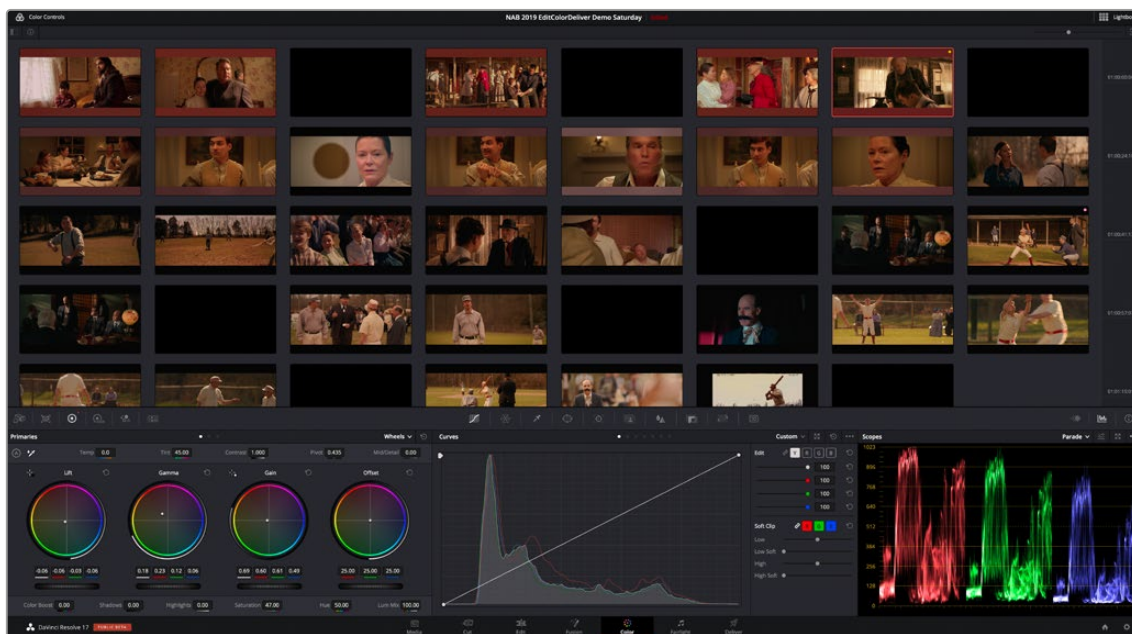 Color Controls
NAB 2019 EditColorDeliver Demo Saturday
Lightbox
Primaries
Wheels
Curves
Custom
Scopes
Parade
Temp 0.0
Tint 45.00
Contrast 1.000
Pivot 0.435
Mid/Detail 0.00
Edit
Y R G B
Lift
Gamma
Gain
Offset
100
100
100
100
Soft Clip
Low
Low Soft
High
High Soft
-0.06 -0.06 -0.03 -0.06
0.18 0.23 0.12 0.06
0.69 0.60 0.61 0.49
25.00 25.00 25.00
Color Boost 0.00
Shadows 0.00
Highlights 0.00
Saturation 47.00
Hue 50.00
Lum Mix 100.00
1023
896
768
640
512
384
256
128
0
DaVinci Resolve 17
PUBLIC BETA
Media
Cut
Edit
Fusion
Color
Fairlight
Deliver